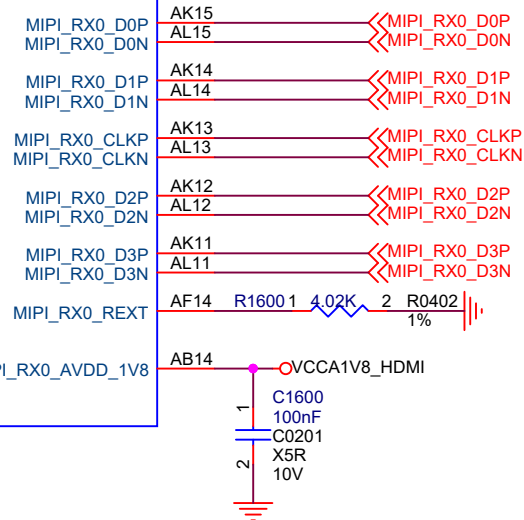 MIPI_RX0_D0P AK15 MIPI_RX0_D0P
MIPI_RX0_D0N AL15 MIPI_RX0_D0N
MIPI_RX0_D1P AK14 MIPI_RX0_D1P
MIPI_RX0_D1N AL14 MIPI_RX0_D1N
MIPI_RX0_CLKP AK13 MIPI_RX0_CLKP
MIPI_RX0_CLKN AL13 MIPI_RX0_CLKN
MIPI_RX0_D2P AK12 MIPI_RX0_D2P
MIPI_RX0_D2N AL12 MIPI_RX0_D2N
MIPI_RX0_D3P AK11 MIPI_RX0_D3P
MIPI_RX0_D3N AL11 MIPI_RX0_D3N
MIPI_RX0_REXT AF14 R1600 1 4.02K 2 R0402
1%
PI_RX0_AVDD_1V8 AB14 VCCA1V8_HDMI
C1600
1 100nF
C0201
X5R
2 10V